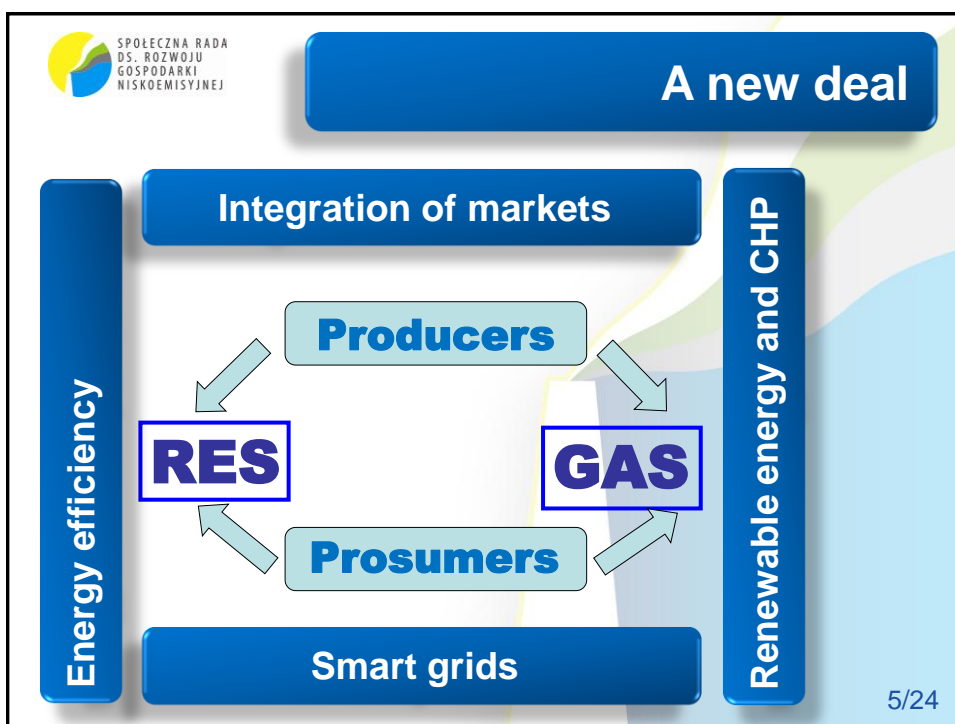 SPOŁECZNA RADA
DS. ROZWOJU
GOSPODARKI
NISKOEMISYJNEJ
A new deal
Integration of markets
Energy efficiency
Renewable energy and CHP
Producers
RES
GAS
Prosumers
Smart grids
5/24